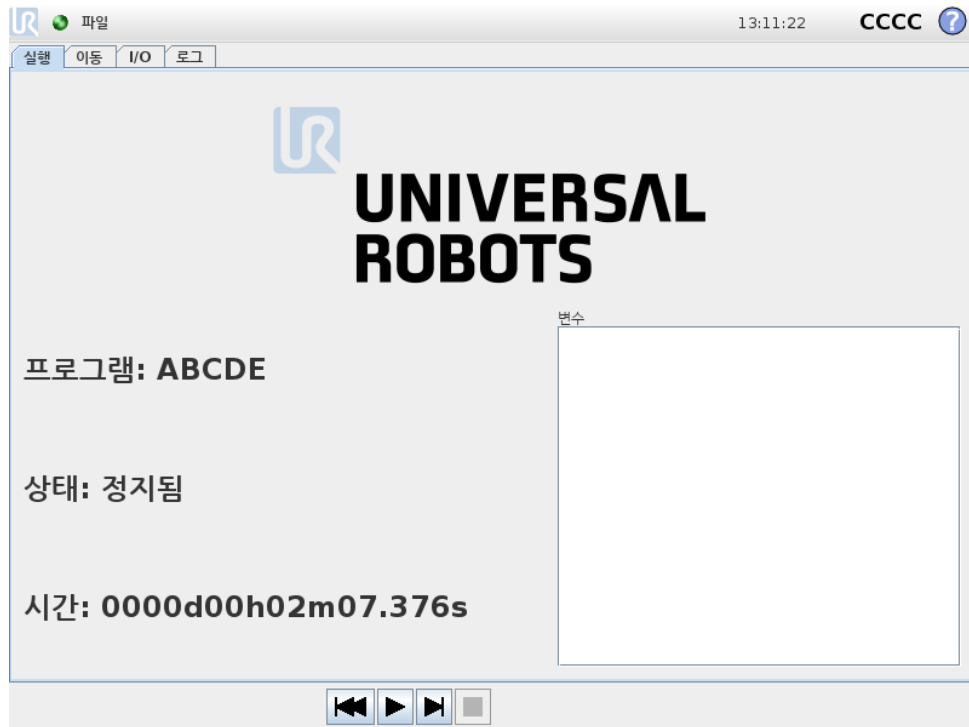 파일 13:11:22 CCCC ?
실행 이동 I/O 로그
UR
UNIVERSAL
ROBOTS
변수
프로그램: ABCDE
상태: 정지됨
시간: 0000d00h02m07.376s